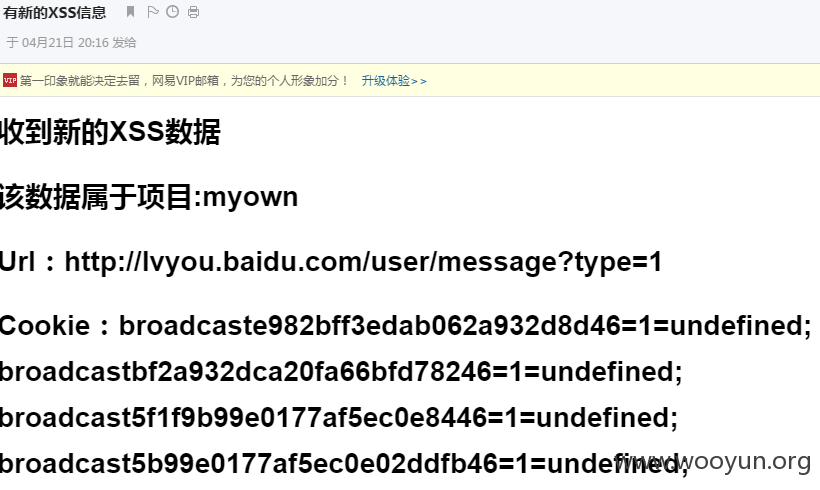 有新的XSS信息
于 04月21日 20:16 发给
VIP 第一印象就能决定去留，网易VIP邮箱，为您的个人形象加分！ 升级体验>>
收到新的XSS数据
该数据属于项目:myown
Url：http://lvyou.baidu.com/user/message?type=1
Cookie：broadcaste982bff3edab062a932d8d46=1=undefined;
broadcastbf2a932dca20fa66bfd78246=1=undefined;
broadcast5f1f9b99e0177af5ec0e8446=1=undefined;
broadcast5b99e0177af5ec0e02ddfb46=1=undefined;
www.wooyun.org